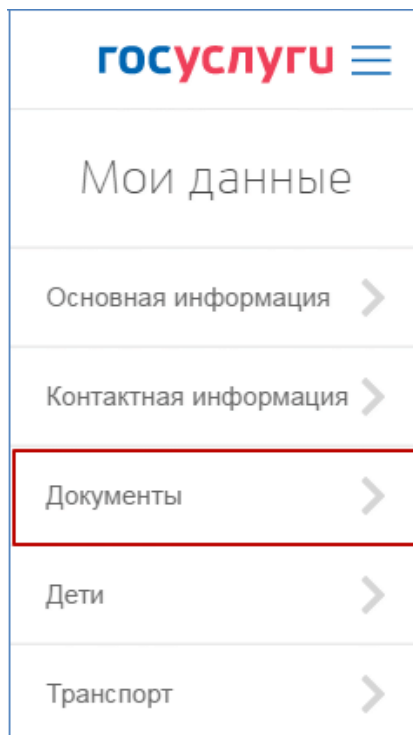 госуслуги
Мои данные
Основная информация
Контактная информация
Документы
Дети
Транспорт